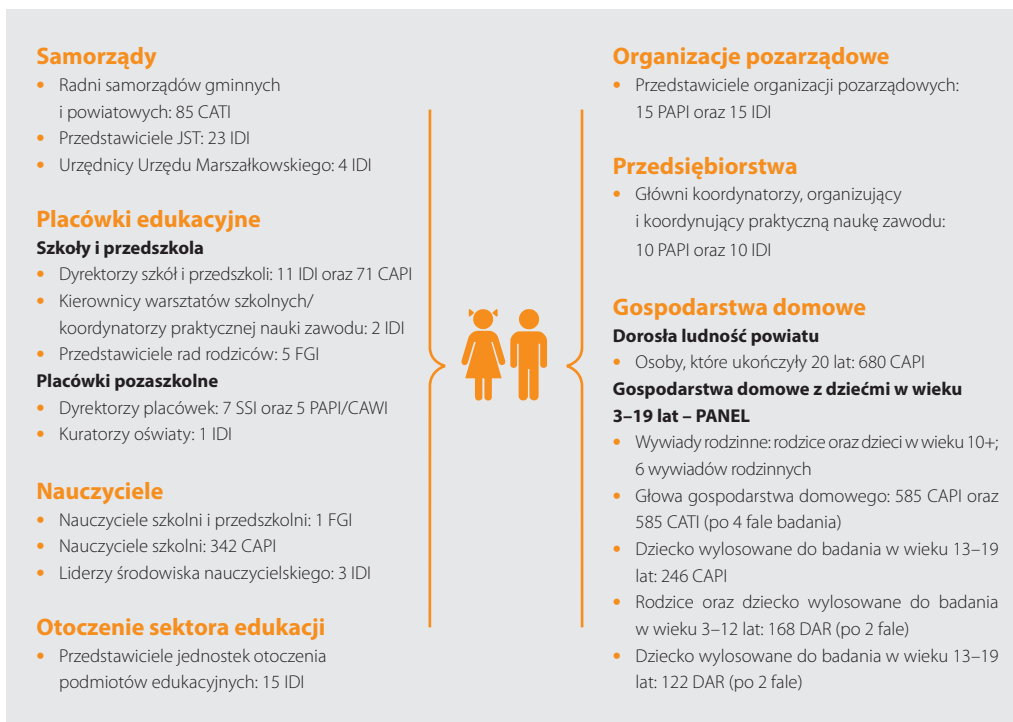 Samorządy
• Radni samorządów gminnych
i powiatowych: 85 CATI
• Przedstawiciele JST: 23 IDI
• Urzędnicy Urzędu Marszałkowskiego: 4 IDI
Placówki edukacyjne
Szkoły i przedszkola
• Dyrektorzy szkół i przedszkoli: 11 IDI oraz 71 CAPI
• Kierownicy warsztatów szkolnych/
koordynatorzy praktycznej nauki zawodu: 2 IDI
• Przedstawiciele rad rodziców: 5 FGI
Placówki pozaszkolne
• Dyrektorzy placówek: 7 SSI oraz 5 PAPI/CAWI
• Kuratorzy oświaty: 1 IDI
Nauczyciele
• Nauczyciele szkolni i przedszkolni: 1 FGI
• Nauczyciele szkolni: 342 CAPI
• Liderzy środowiska nauczycielskiego: 3 IDI
Otoczenie sektora edukacji
• Przedstawiciele jednostek otoczenia
podmiotów edukacyjnych: 15 IDI
Organizacje pozarządowe
• Przedstawiciele organizacji pozarządowych:
15 PAPI oraz 15 IDI
Przedsiębiorstwa
• Główni koordynatorzy, organizujący
i koordynujący praktyczną naukę zawodu:
10 PAPI oraz 10 IDI
Gospodarstwa domowe
Dorosła ludność powiatu
• Osoby, które ukończyły 20 lat: 680 CAPI
Gospodarstwa domowe z dziećmi w wieku
3–19 lat – PANEL
• Wywiady rodzinne: rodzice oraz dzieci w wieku 10+;
6 wywiadów rodzinnych
• Głowa gospodarstwa domowego: 585 CAPI oraz
585 CATI (po 4 fale badania)
• Dziecko wylosowane do badania w wieku 13–19
lat: 246 CAPI
• Rodzice oraz dziecko wylosowane do badania
w wieku 3–12 lat: 168 DAR (po 2 fale)
• Dziecko wylosowane do badania w wieku 13–19
lat: 122 DAR (po 2 fale)